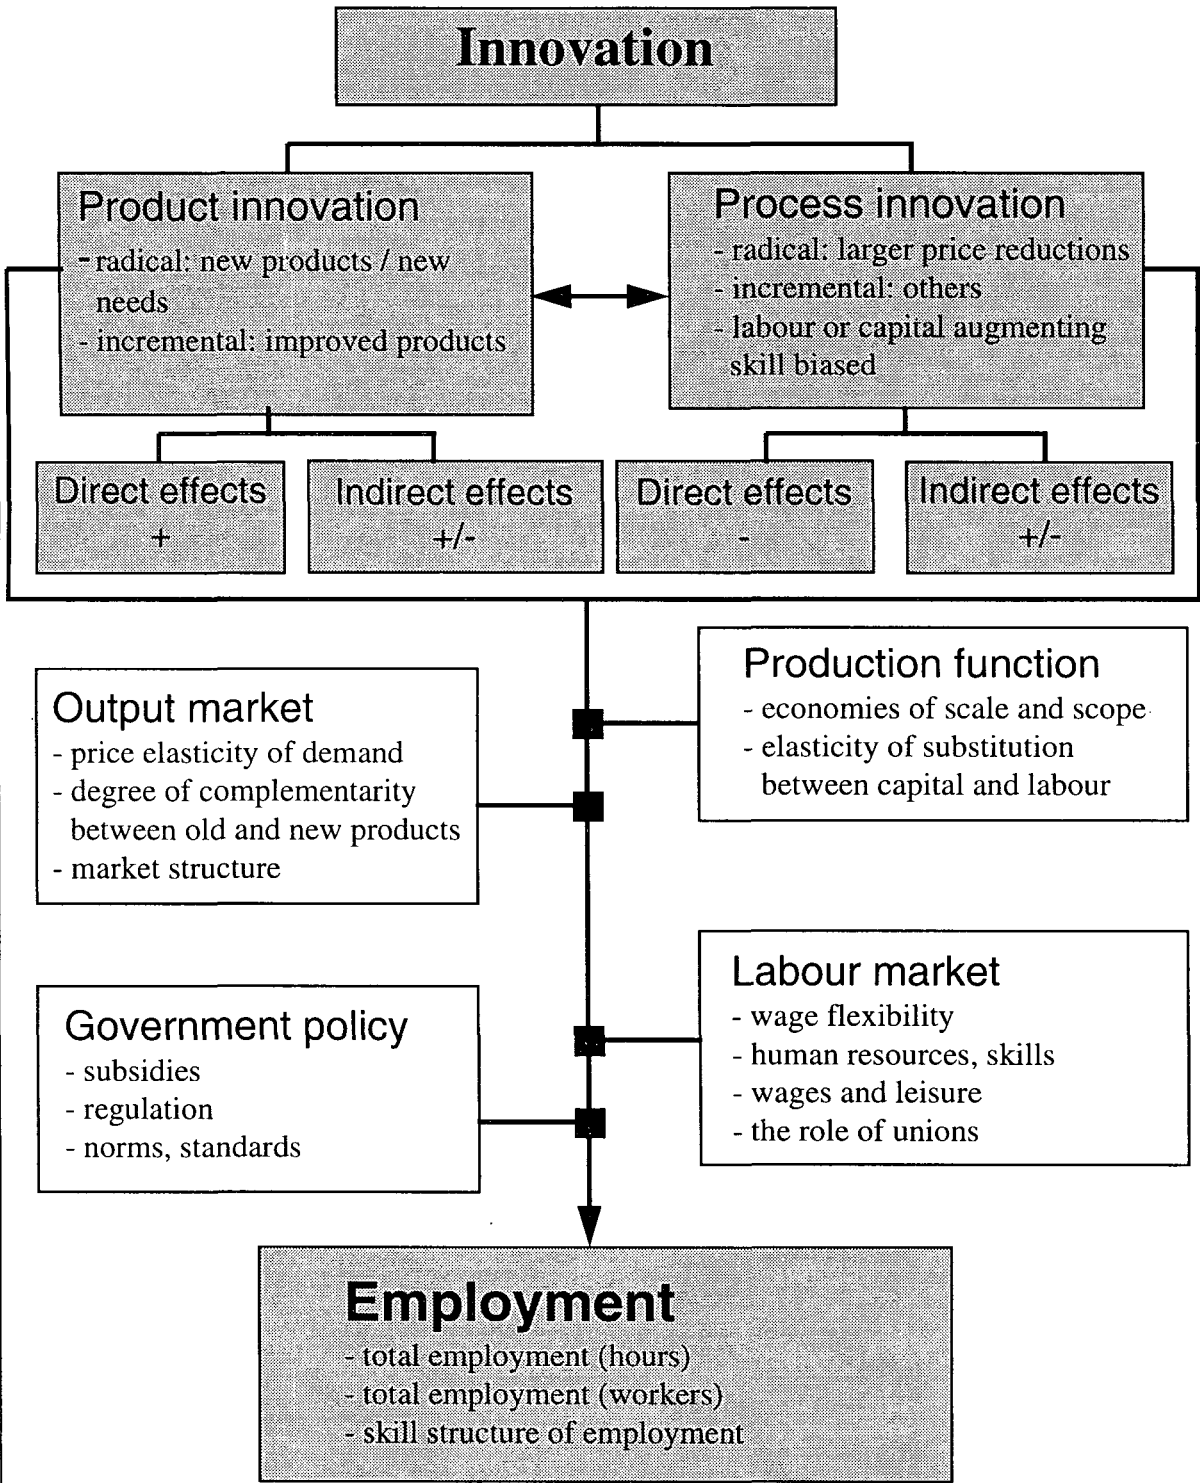 Innovation
Product innovation
- radical: new products / new
needs
- incremental: improved products
Process innovation
- radical: larger price reductions
- incremental: others
- labour or capital augmenting
skill biased
Direct effects
+
Indirect effects
+/-
Direct effects
-
Indirect effects
+/-
Production function
- economies of scale and scope
- elasticity of substitution
between capital and labour
Output market
- price elasticity of demand
- degree of complementarity
between old and new products
- market structure
Labour market
- wage flexibility
- human resources, skills
- wages and leisure
- the role of unions
Government policy
- subsidies
- regulation
- norms, standards
Employment
- total employment (hours)
- total employment (workers)
- skill structure of employment